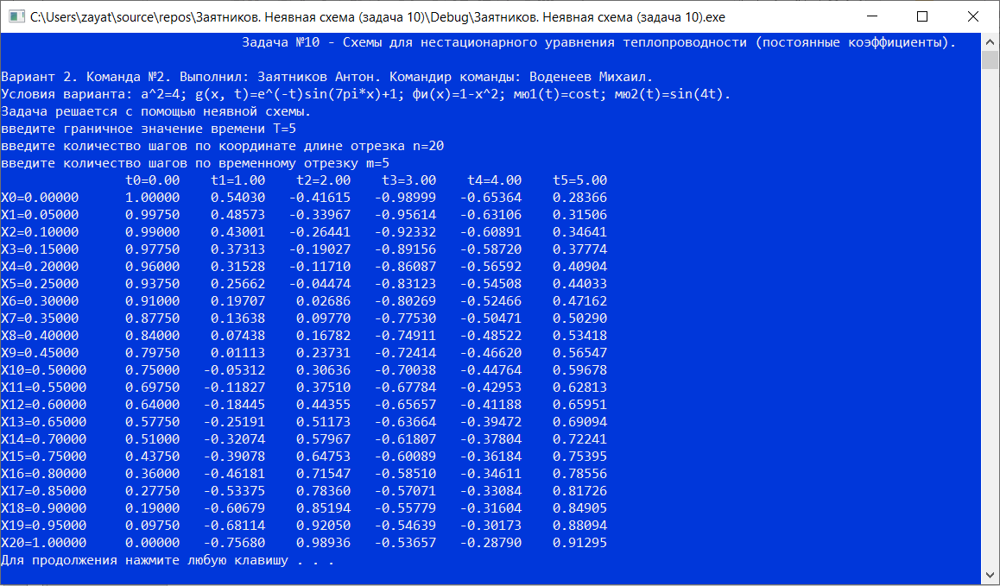 C:\Users\zayat\source\repos\Заятников. Неявная схема (задача 10)\Debug\Заятников. Неявная схема (задача 10).exe
Задача №10 - Схемы для нестационарного уравнения теплопроводности (постоянные коэффициенты).
Вариант 2. Команда №2. Выполнил: Заятников Антон. Командир команды: Воденеев Михаил.
Условия варианта: a^2=4; g(x, t)=e^(-t)sin(7pi*x)+1; фи(x)=1-x^2; мю1(t)=cost; мю2(t)=sin(4t).
Задача решается с помощью неявной схемы.
введите граничное значение времени T=5
введите количество шагов по координате длине отрезка n=20
введите количество шагов по временному отрезку m=5
t0=0.00 t1=1.00 t2=2.00 t3=3.00 t4=4.00 t5=5.00
X0=0.00000 1.00000 0.54030 -0.41615 -0.98999 -0.65364 0.28366
X1=0.05000 0.99750 0.48573 -0.33967 -0.95614 -0.63106 0.31506
X2=0.10000 0.99000 0.43001 -0.26441 -0.92332 -0.60891 0.34641
X3=0.15000 0.97750 0.37313 -0.19027 -0.89156 -0.58720 0.37774
X4=0.20000 0.96000 0.31528 -0.11710 -0.86087 -0.56592 0.40904
X5=0.25000 0.93750 0.25662 -0.04474 -0.83123 -0.54508 0.44033
X6=0.30000 0.91000 0.19707 0.02686 -0.80269 -0.52466 0.47162
X7=0.35000 0.87750 0.13638 0.09770 -0.77530 -0.50471 0.50290
X8=0.40000 0.84000 0.07438 0.16782 -0.74911 -0.48522 0.53418
X9=0.45000 0.79750 0.01113 0.23731 -0.72414 -0.46620 0.56547
X10=0.50000 0.75000 -0.05312 0.30636 -0.70038 -0.44764 0.59678
X11=0.55000 0.69750 -0.11827 0.37510 -0.67784 -0.42953 0.62813
X12=0.60000 0.64000 -0.18445 0.44355 -0.65657 -0.41188 0.65951
X13=0.65000 0.57750 -0.25191 0.51173 -0.63664 -0.39472 0.69094
X14=0.70000 0.51000 -0.32074 0.57967 -0.61807 -0.37804 0.72241
X15=0.75000 0.43750 -0.39078 0.64753 -0.60089 -0.36184 0.75395
X16=0.80000 0.36000 -0.46181 0.71547 -0.58510 -0.34611 0.78556
X17=0.85000 0.27750 -0.53375 0.78360 -0.57071 -0.33084 0.81726
X18=0.90000 0.19000 -0.60679 0.85194 -0.55779 -0.31604 0.84905
X19=0.95000 0.09750 -0.68114 0.92050 -0.54639 -0.30173 0.88094
X20=1.00000 0.00000 -0.75680 0.98936 -0.53657 -0.28790 0.91295
Для продолжения нажмите любую клавишу . . .